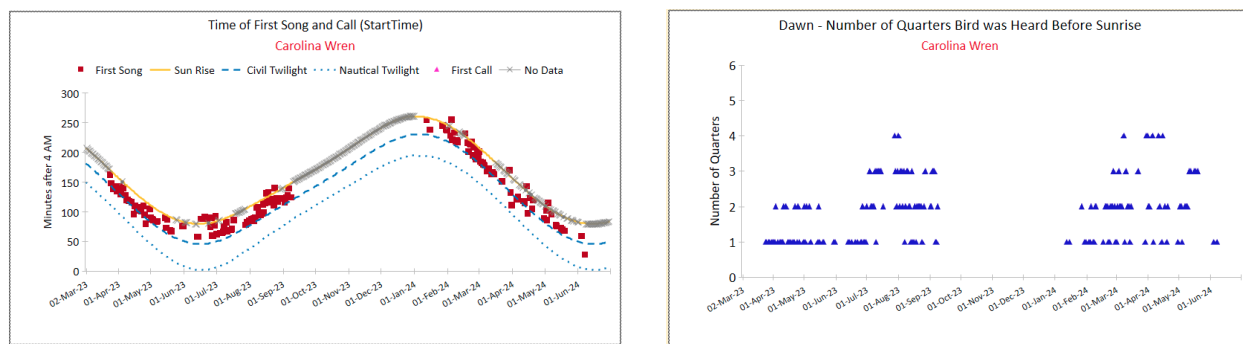 Time of First Song and Call (StartTime)
Carolina Wren
First Song Sun Rise Civil Twilight Nautical Twilight First Call No Data
Minutes after 4 AM
300
250
200
150
100
50
0
02-Mar-23 01-Apr-23 01-May-23 01-Jun-23 01-Jul-23 01-Aug-23 01-Sep-23 01-Oct-23 01-Nov-23 01-Dec-23 01-Jan-24 01-Feb-24 01-Mar-24 01-Apr-24 01-May-24 01-Jun-24
Dawn - Number of Quarters Bird was Heard Before Sunrise
Carolina Wren
Number of Quarters
6
5
4
3
2
1
0
02-Mar-23 01-Apr-23 01-May-23 01-Jun-23 01-Jul-23 01-Aug-23 01-Sep-23 01-Oct-23 01-Nov-23 01-Dec-23 01-Jan-24 01-Feb-24 01-Mar-24 01-Apr-24 01-May-24 01-Jun-24